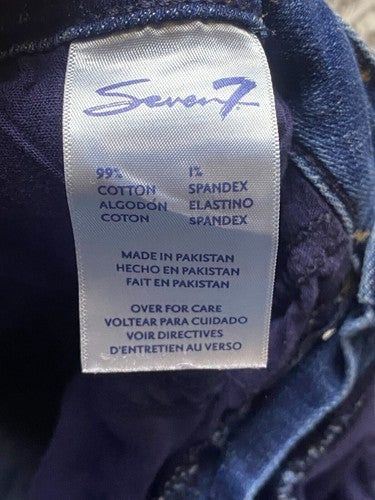 Seven7
99% 1%
COTTON SPANDEX
ALGODÓN ELASTINO
COTON SPANDEX
MADE IN PAKISTAN
HECHO EN PAKISTAN
FAIT EN PAKISTAN
OVER FOR CARE
VOLTEAR PARA CUIDADO
VOIR DIRECTIVES
D'ENTRETIEN AU VERSO